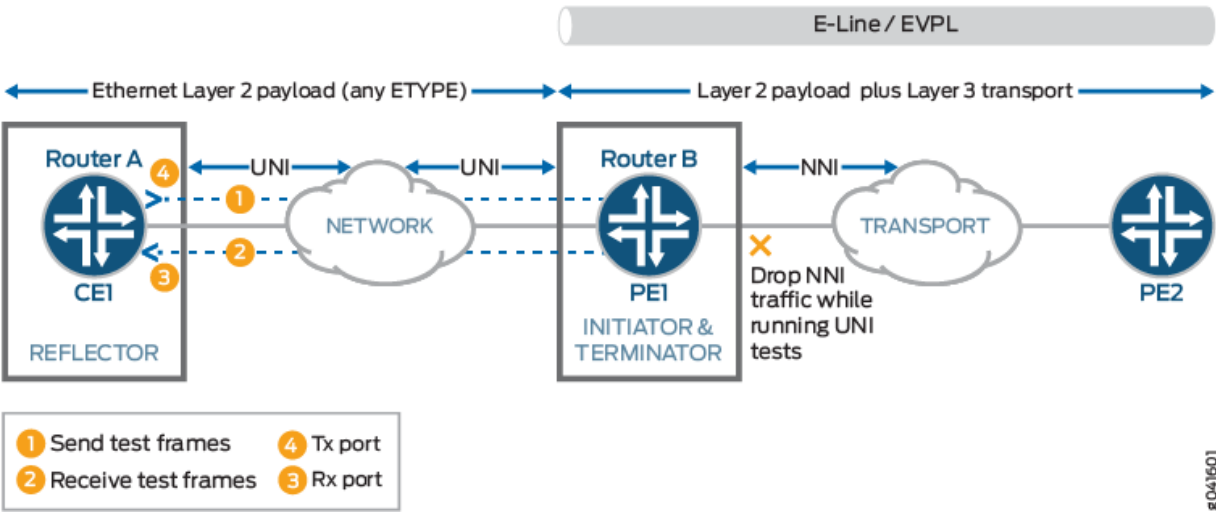 E-Line / EVPL
Ethernet Layer 2 payload (any ETYPE)
Layer 2 payload plus Layer 3 transport
Router A
4
UNI
UNI
Router B
NNI
1
NETWORK
TRANSPORT
2
3
CE1
PE1
Drop NNI
traffic while
running UNI
tests
PE2
REFLECTOR
INITIATOR &
TERMINATOR
1 Send test frames
4 Tx port
2 Receive test frames
3 Rx port
g041601